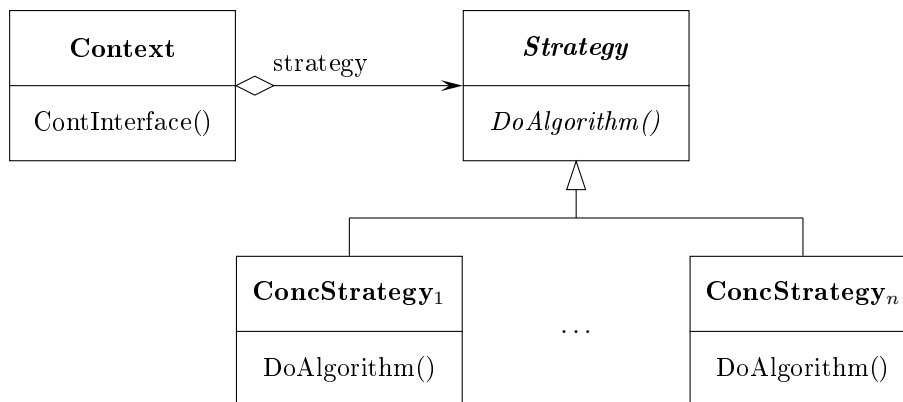 Context
Strategy
strategy
ContInterface()
DoAlgorithm()
ConcStrategy₁
ConcStrategyₙ
...
DoAlgorithm()
DoAlgorithm()